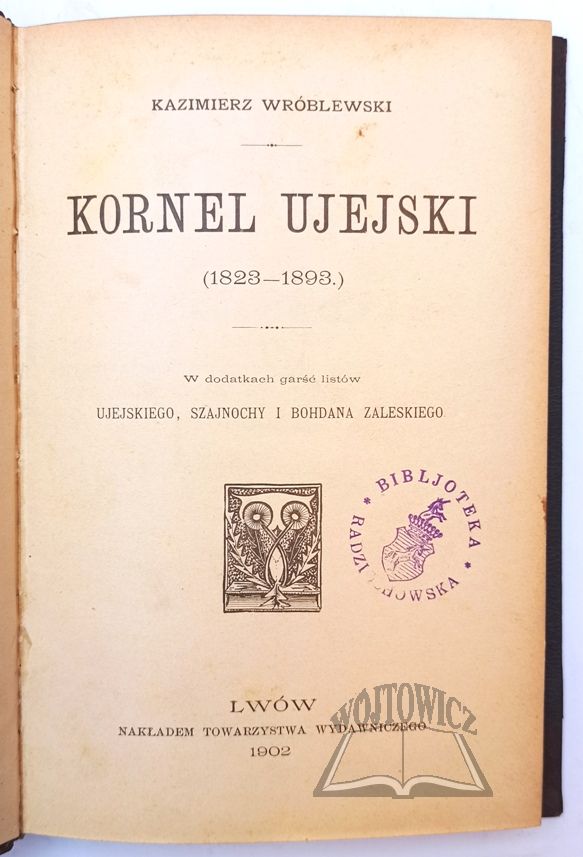 KAZIMIERZ WRÓBLEWSKI
KORNEL UJEJSKI
(1823—1893.)
W dodatkach garść listów
UJEJSKIEGO, SZAJNOCHY I BOHDANA ZALESKIEGO
* BIBLJOTEKA *
LWÓW
NAKŁADEM TOWARZYSTWA WYDAWNICZEGO
1902
WÓJTOWICZ